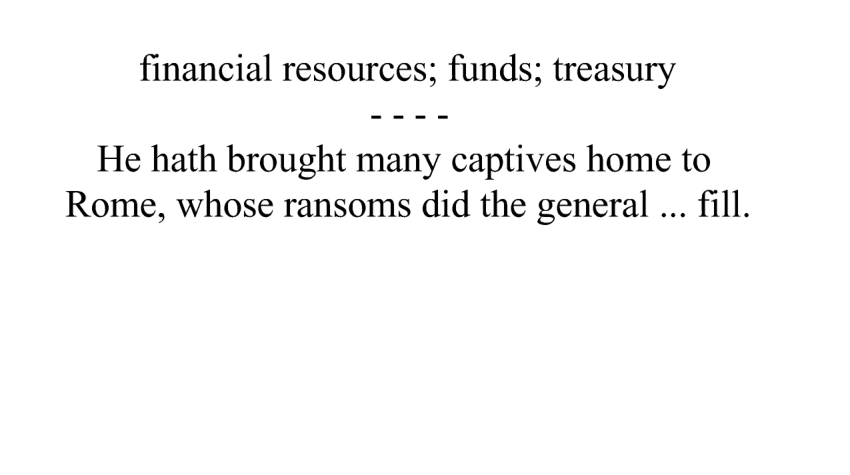 financial resources; funds; treasury
- - - -
He hath brought many captives home to
Rome, whose ransoms did the general ... fill.